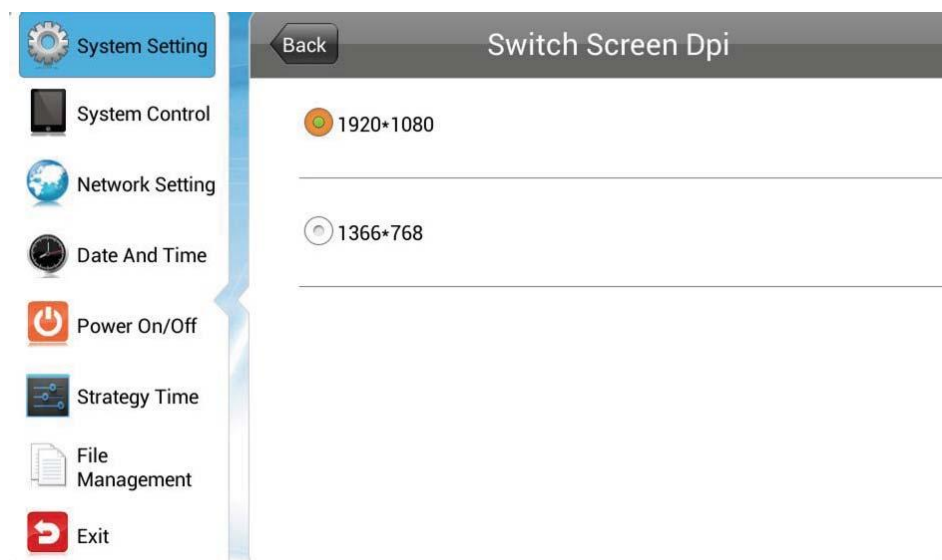 System Setting
System Control
Network Setting
Date And Time
Power On/Off
Strategy Time
File
Management
Exit
Back
Switch Screen Dpi
1920*1080
1366*768